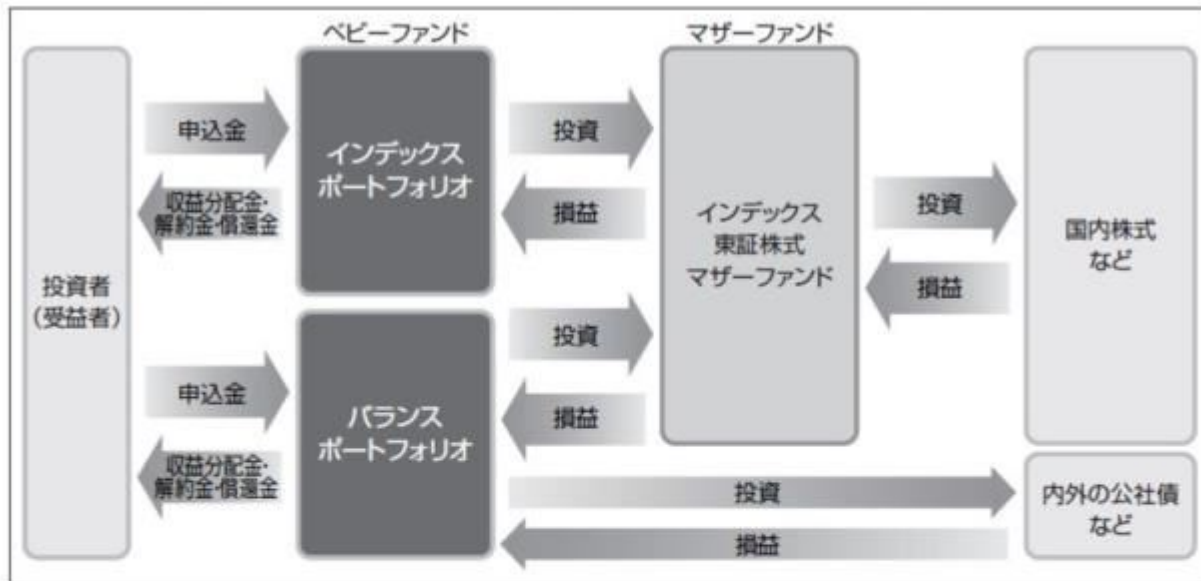 ベビーファンド
マザーファンド
投資者
(受益者)
申込金
収益分配金・
解約金・償還金
インデックス
ポートフォリオ
投資
損益
申込金
収益分配金・
解約金・償還金
バランス
ポートフォリオ
投資
損益
インデックス
東証株式
マザーファンド
投資
損益
国内株式
など
投資
損益
内外の公社債
など